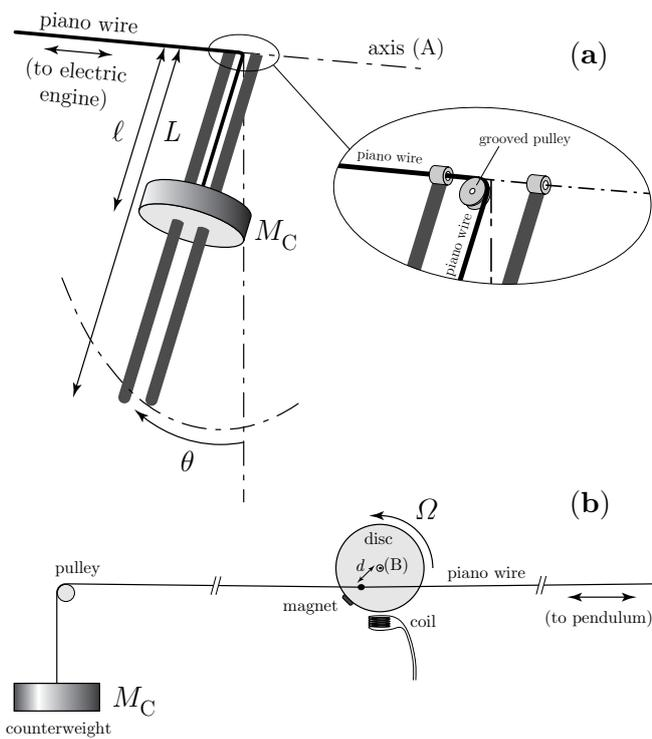 piano wire
axis (A)
(a)
(to electric
engine)
ℓ
L
grooved pulley
piano wire
piano wire
M_C
θ
(b)
Ω
disc
d
(B)
pulley
piano wire
magnet
coil
(to pendulum)
M_C
counterweight